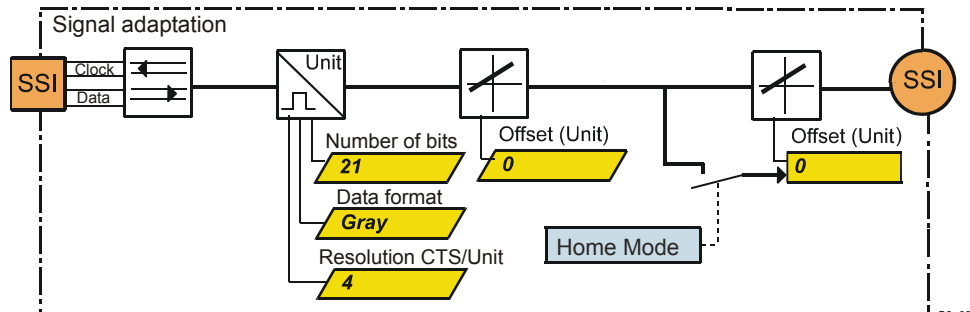 Signal adaptation
SSI
Clock
Data
Unit
SSI
Number of bits
21
Offset (Unit)
0
Offset (Unit)
0
Data format
Gray
Home Mode
Resolution CTS/Unit
4